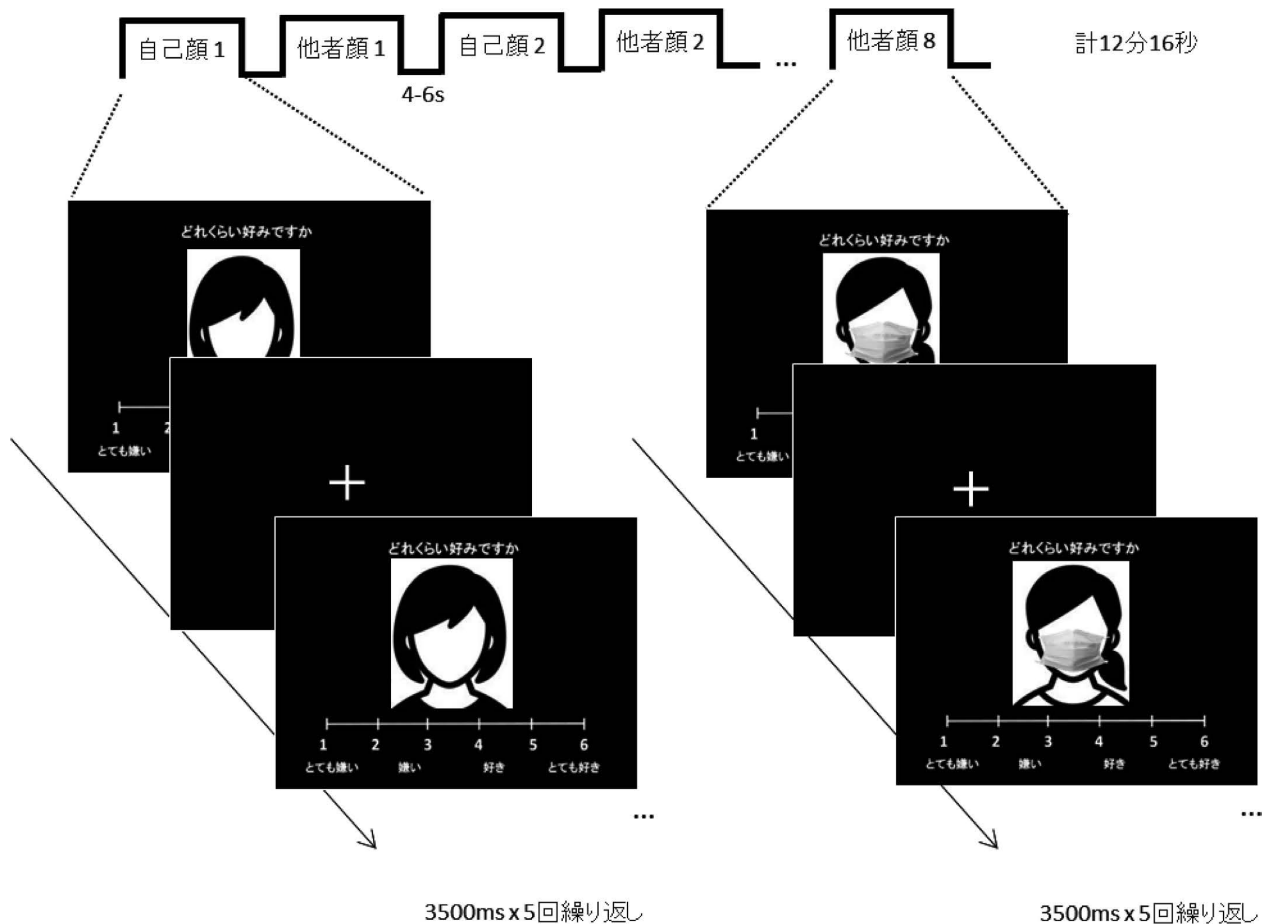 自己顔1
他者顔1
自己顔2
他者顔2
...
他者顔8
計12分16秒
4-6s
どれくらい好みですか
1 2
とても嫌い
どれくらい好みですか
1 2 3 4 5 6
とても嫌い 嫌い 好き とても好き
...
3500ms x 5回繰り返し
どれくらい好みですか
1
とても嫌い
どれくらい好みですか
1 2 3 4 5 6
とても嫌い 嫌い 好き とても好き
...
3500ms x 5回繰り返し